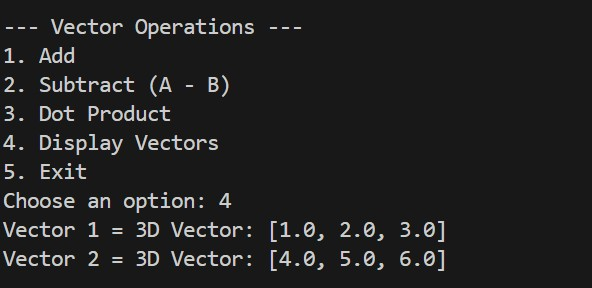 --- Vector Operations ---
1. Add
2. Subtract (A - B)
3. Dot Product
4. Display Vectors
5. Exit
Choose an option: 4
Vector 1 = 3D Vector: [1.0, 2.0, 3.0]
Vector 2 = 3D Vector: [4.0, 5.0, 6.0]